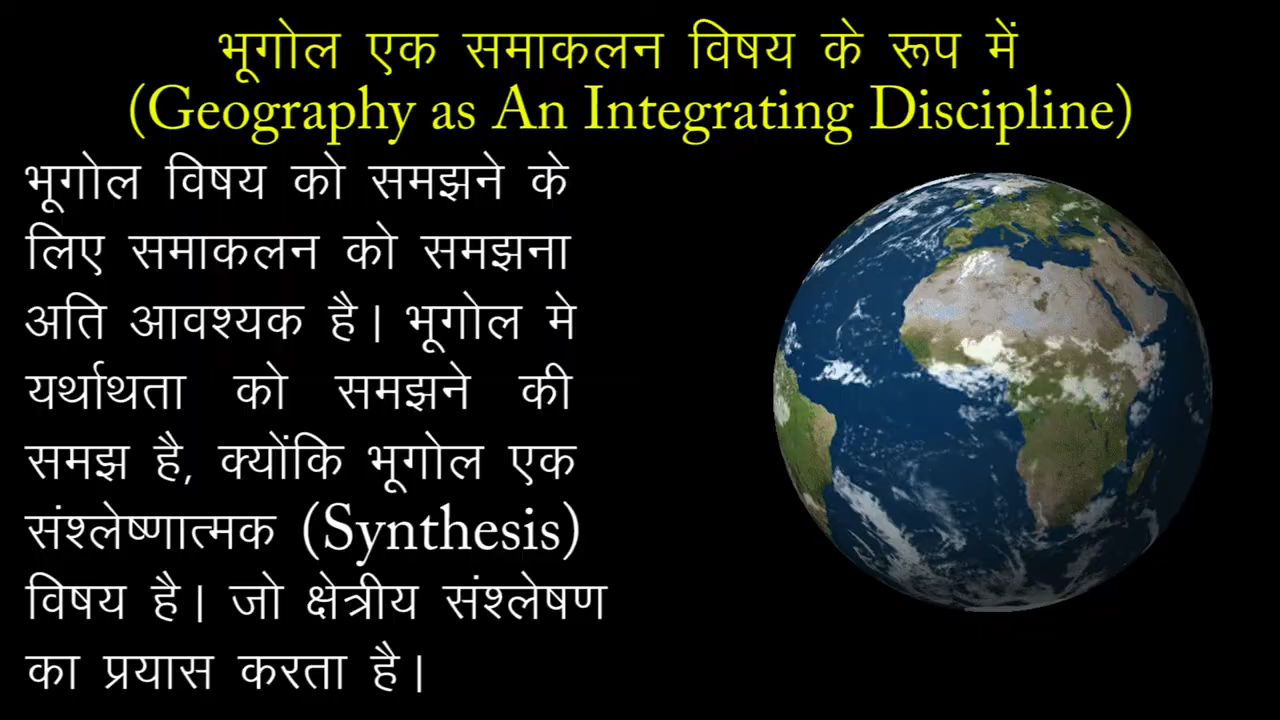 भूगोल एक समाकलन विषय के रूप में
(Geography as An Integrating Discipline)
भूगोल विषय को समझने के
लिए समाकलन को समझना
अति आवश्यक है। भूगोल मे
यर्थाथता को समझने की
समझ है, क्योंकि भूगोल एक
संश्लेष्णात्मक (Synthesis)
विषय है। जो क्षेत्रीय संश्लेषण
का प्रयास करता है।